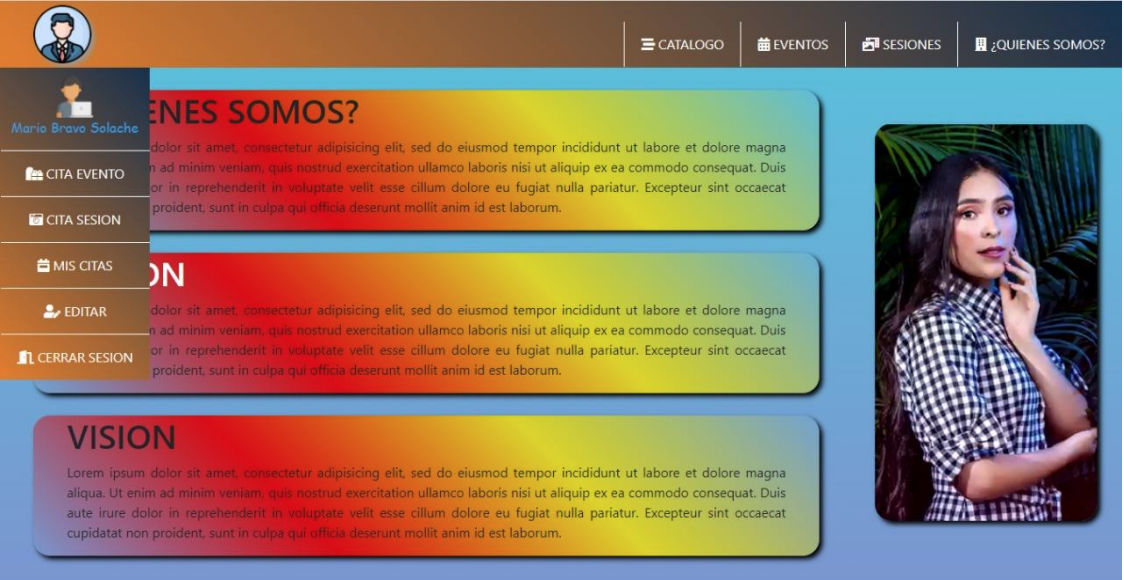 CATALOGO
EVENTOS
SESIONES
¿QUIENES SOMOS?
Mario Bravo Solache
CITA EVENTO
CITA SESION
MIS CITAS
EDITAR
CERRAR SESION
ENES SOMOS?
dolor sit amet, consectetur adipisicing elit, sed do eiusmod tempor incididunt ut labore et dolore magna
ad minim veniam, quis nostrud exercitation ullamco laboris nisi ut aliquip ex ea commodo consequat. Duis
or in reprehenderit in voluptate velit esse cillum dolore eu fugiat nulla pariatur. Excepteur sint occaecat
proident, sunt in culpa qui officia deserunt mollit anim id est laborum.
ON
dolor sit amet, consectetur adipisicing elit, sed do eiusmod tempor incididunt ut labore et dolore magna
ad minim veniam, quis nostrud exercitation ullamco laboris nisi ut aliquip ex ea commodo consequat. Duis
or in reprehenderit in voluptate velit esse cillum dolore eu fugiat nulla pariatur. Excepteur sint occaecat
proident, sunt in culpa qui officia deserunt mollit anim id est laborum.
VISION
Lorem ipsum dolor sit amet, consectetur adipisicing elit, sed do eiusmod tempor incididunt ut labore et dolore magna
aliqua. Ut enim ad minim veniam, quis nostrud exercitation ullamco laboris nisi ut aliquip ex ea commodo consequat. Duis
aute irure dolor in reprehenderit in voluptate velit esse cillum dolore eu fugiat nulla pariatur. Excepteur sint occaecat
cupidatat non proident, sunt in culpa qui officia deserunt mollit anim id est laborum.